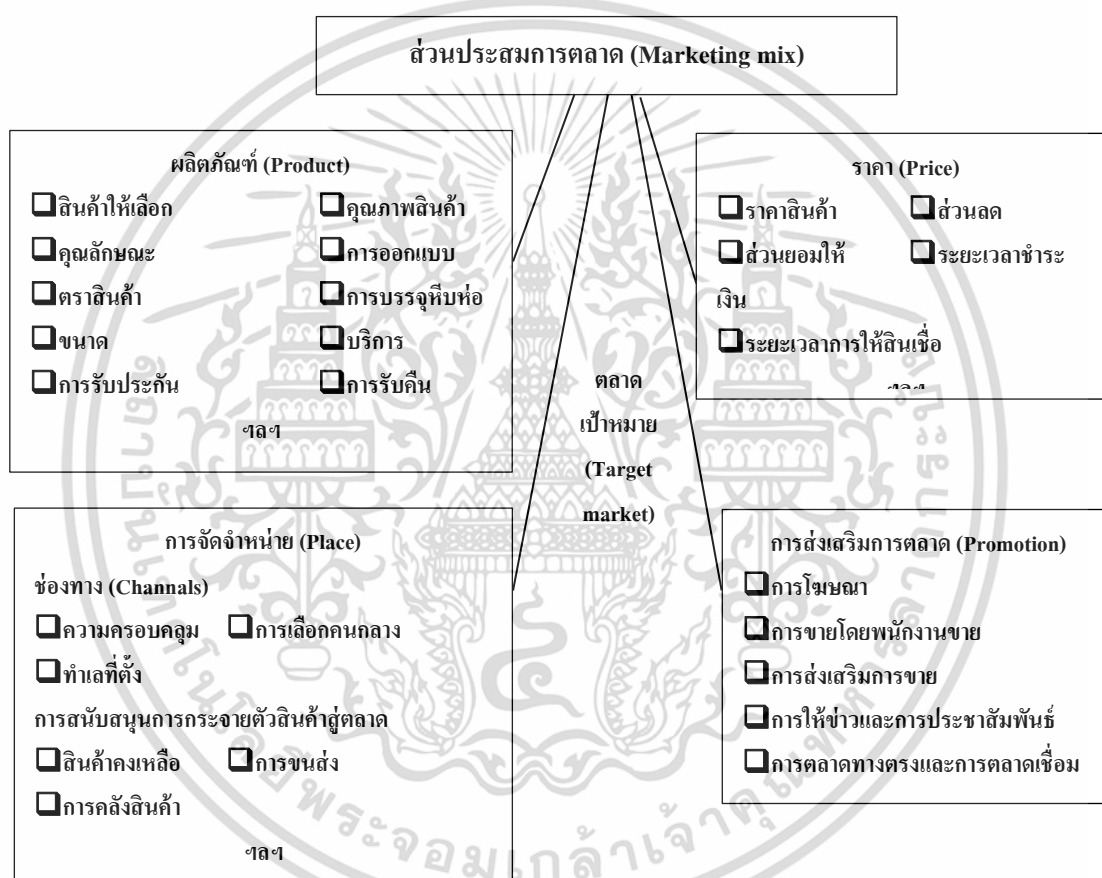 ส่วนประสมการตลาด (Marketing mix)
ผลิตภัณฑ์ (Product)
❑สินค้าให้เลือก ❑คุณภาพสินค้า
❑คุณลักษณะ ❑การออกแบบ
❑ตราสินค้า ❑การบรรจุหีบห่อ
❑ขนาด ❑บริการ
❑การรับประกัน ❑การรับคืน
ฯลฯ
ราคา (Price)
❑ราคาสินค้า ❑ส่วนลด
❑ส่วนยอมให้ ❑ระยะเวลาชำระ
เงิน
❑ระยะเวลาการให้สินเชื่อ
ฯลฯ
ตลาด
เป้าหมาย
(Target
market)
การจัดจำหน่าย (Place)
ช่องทาง (Channals)
❑ความครอบคลุม ❑การเลือกคนกลาง
❑ทำเลที่ตั้ง
การสนับสนุนการกระจายตัวสินค้าสู่ตลาด
❑สินค้าคงเหลือ ❑การขนส่ง
❑การคลังสินค้า
ฯลฯ
การส่งเสริมการตลาด (Promotion)
❑การโฆษณา
❑การขายโดยพนักงานขาย
❑การส่งเสริมการขาย
❑การให้ข่าวและการประชาสัมพันธ์
❑การตลาดทางตรงและการตลาดเชื่อม